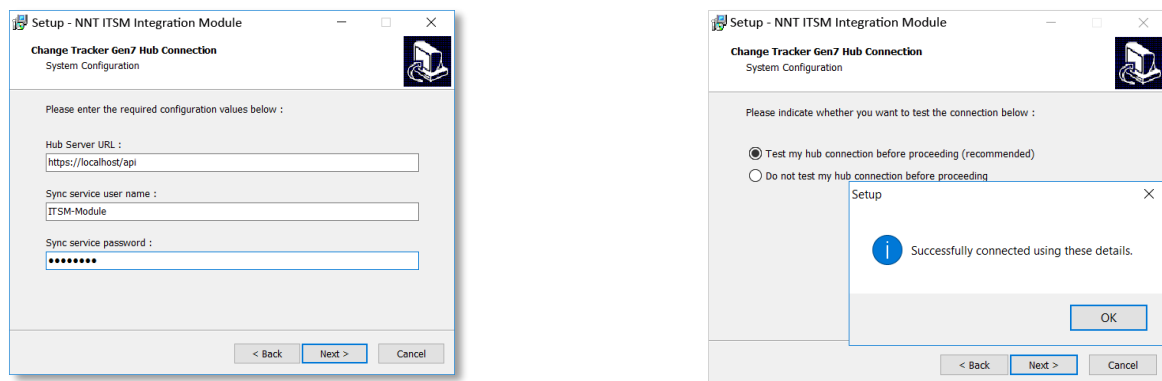 Setup - NNT ITSM Integration Module
Change Tracker Gen7 Hub Connection
System Configuration
Please enter the required configuration values below :
Hub Server URL :
https://localhost/api
Sync service user name :
ITSM-Module
Sync service password :
••••••••
< Back Next > Cancel
Setup - NNT ITSM Integration Module
Change Tracker Gen7 Hub Connection
System Configuration
Please indicate whether you want to test the connection below :
Test my hub connection before proceeding (recommended)
Do not test my hub connection before proceeding
Setup
Successfully connected using these details.
OK
< Back Next > Cancel